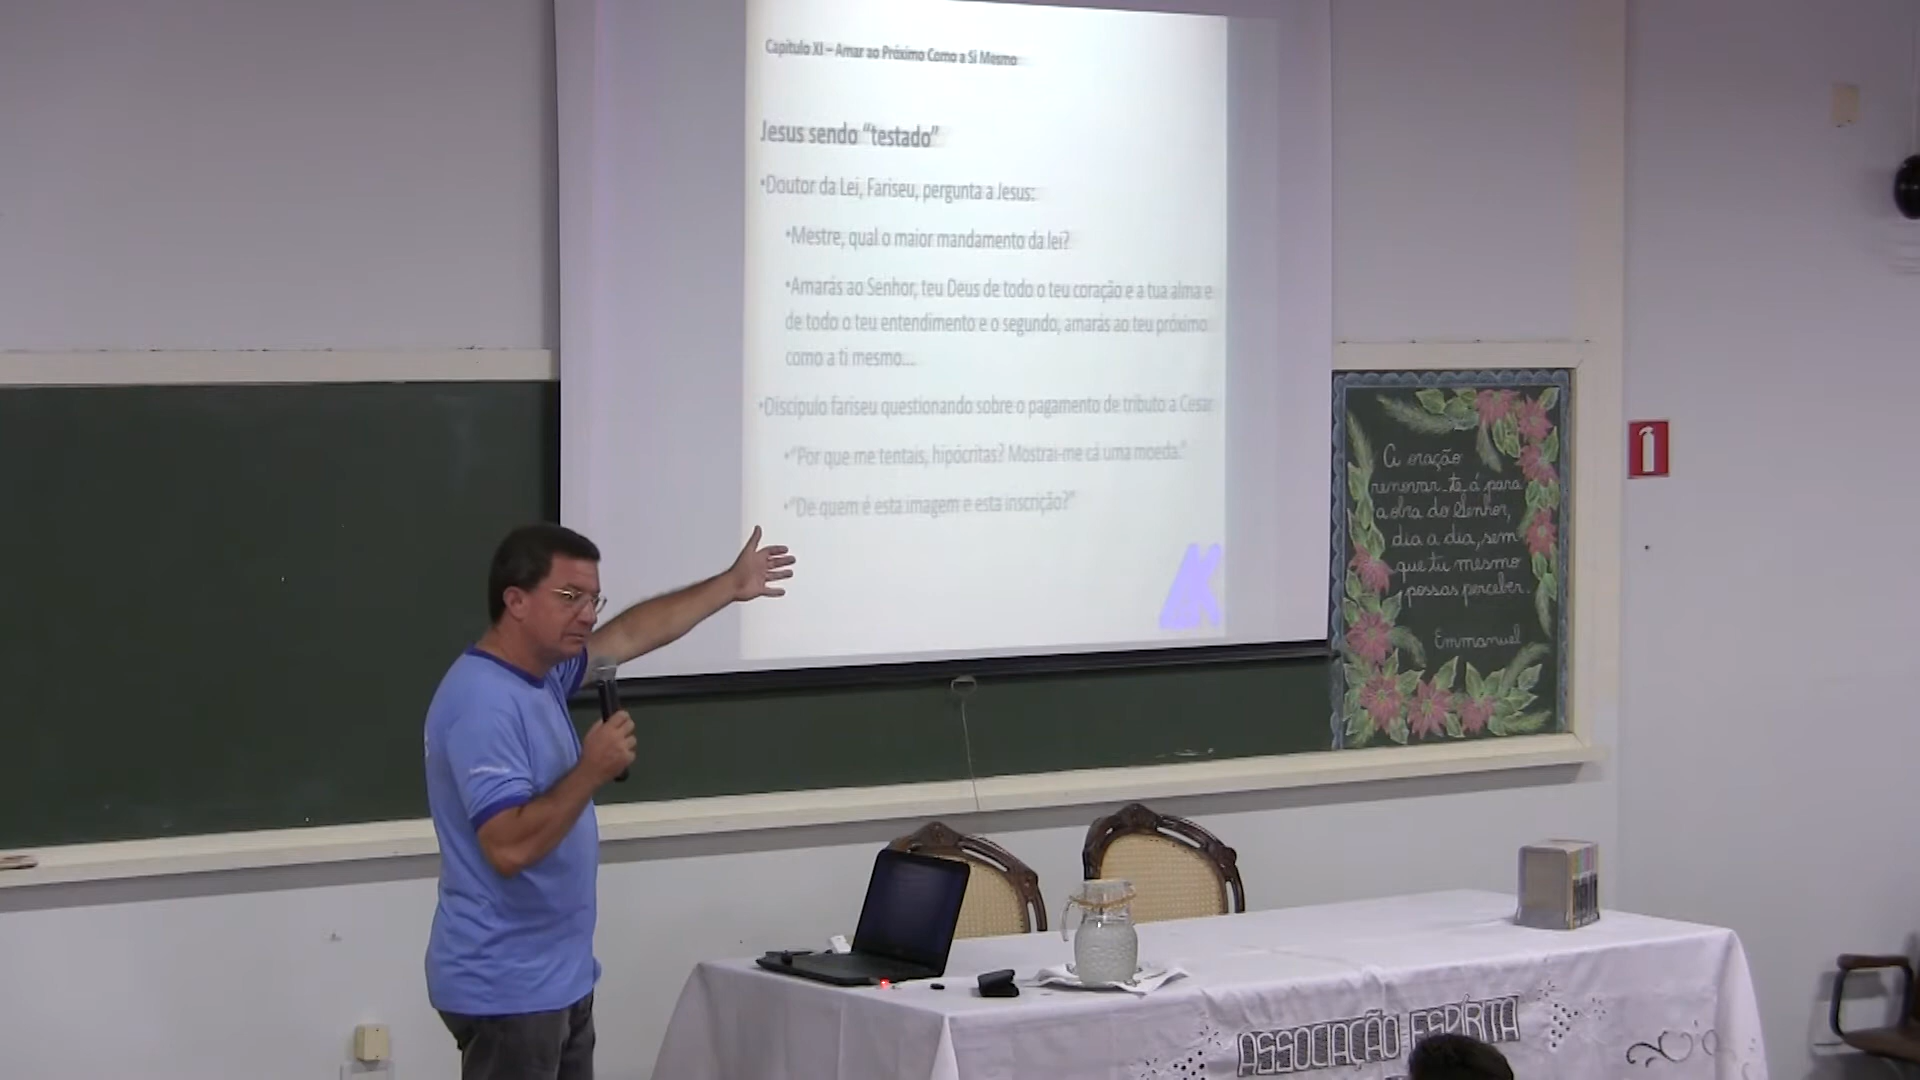 Capítulo XI – Amar ao Próximo Como a Si Mesmo
Jesus sendo “testado”
•Doutor da Lei, Fariseu, pergunta a Jesus:
•Mestre, qual o maior mandamento da lei?
•Amarás ao Senhor, teu Deus de todo o teu coração e a tua alma e
de todo o teu entendimento e o segundo, amarás ao teu próximo
como a ti mesmo...
•Discípulo fariseu questionando sobre o pagamento de tributo a Cesar
•“Por que me tentais, hipócritas? Mostrai-me cá uma moeda.”
•“De quem é esta imagem e esta inscrição?”
AK
A oração
renovar-te-á para
a obra do Senhor,
dia a dia, sem
que tu mesmo
possas perceber.
Emmanuel
ASSOCIAÇÃO ESPÍRITA